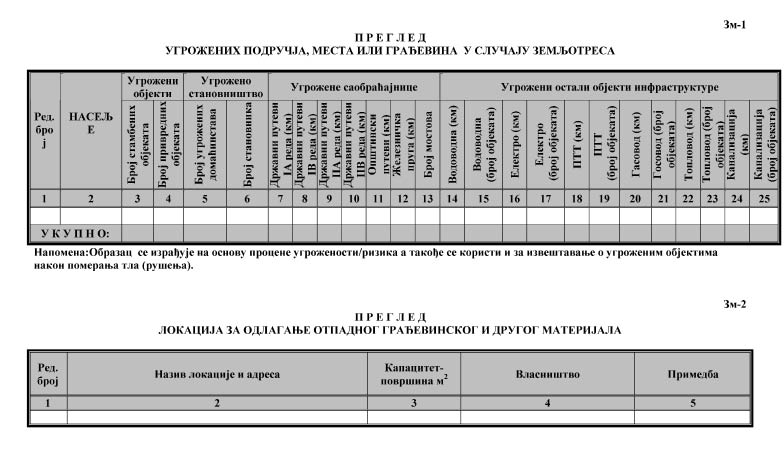 Зм-1
П Р Е Г Л Е Д
УГРОЖЕНИХ ПОДРУЧЈА, МЕСТА ИЛИ ГРАЂЕВИНА У СЛУЧАЈУ ЗЕМЉОТРЕСА
Ред.
бро
ј
НАСЕЉ
Е
Угрожени
објекти
Угрожено
становништво
Угрожене саобраћајнице
Угрожени остали објекти инфраструктуре
Број стамбених
објеката
Број привредних
објеката
Број угрожених
домаћинстава
Број становника
Државни путеви
IA реда (км)
Државни путеви
IB реда (км)
Државни путеви
IIA реда (км)
Државни путеви
IIB реда (км)
Општински
путеви (км)
Железничка
пруга (км)
Број мостова
Водоводна (км)
Водоводна
(број објеката)
Електро (км)
Електро
(број објеката)
ПТТ (км)
ПТТ
(број објеката)
Гасовод (км)
Госовод (број
објеката)
Топловод (км)
Топловод (број
објеката)
Канализација
(км)
Канализација
(број објеката)
1 2 3 4 5 6 7 8 9 10 11 12 13 14 15 16 17 18 19 20 21 22 23 24 25
У К У П Н О:
Напомена:Образац се израђује на основу процене угрожености/ризика а такође се користи и за извештавање о угроженим објектима
након померања тла (рушења).
Зм-2
П Р Е Г Л Е Д
ЛОКАЦИЈА ЗА ОДЛАГАЊЕ ОТПАДНОГ ГРАЂЕВИНСКОГ И ДРУГОГ МАТЕРИЈАЛА
Ред.
број
Назив локације и адреса
Капацитет-
површина м²
Власништво
Примедба
1 2 3 4 5